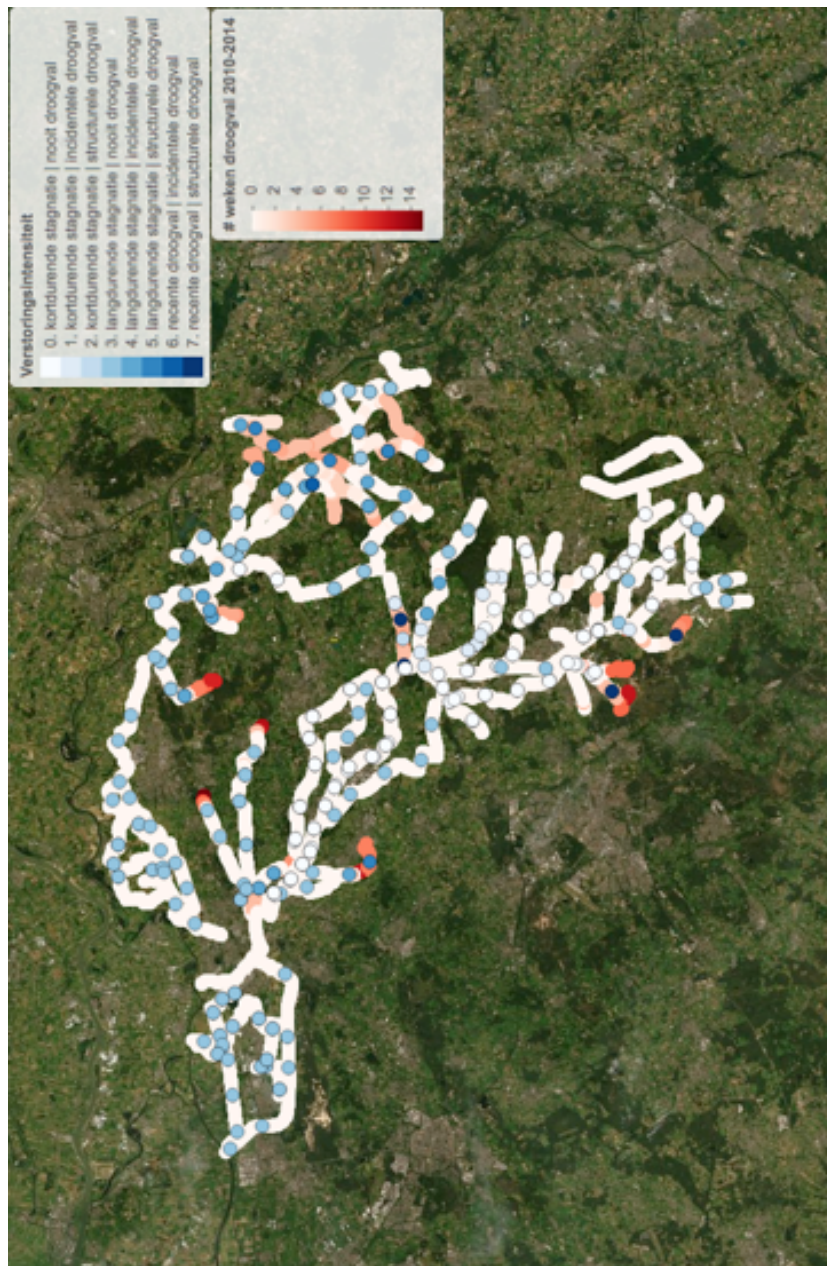 Verstoringsintensiteit
0. kortdurende stagnatie | nooit droogval
1. kortdurende stagnatie | incidentele droogval
2. kortdurende stagnatie | structurele droogval
3. langdurende stagnatie | nooit droogval
4. langdurende stagnatie | incidentele droogval
5. langdurende stagnatie | structurele droogval
6. recente droogval | incidentele droogval
7. recente droogval | structurele droogval
# weken droogval 2010-2014
0
2
4
6
8
10
12
14